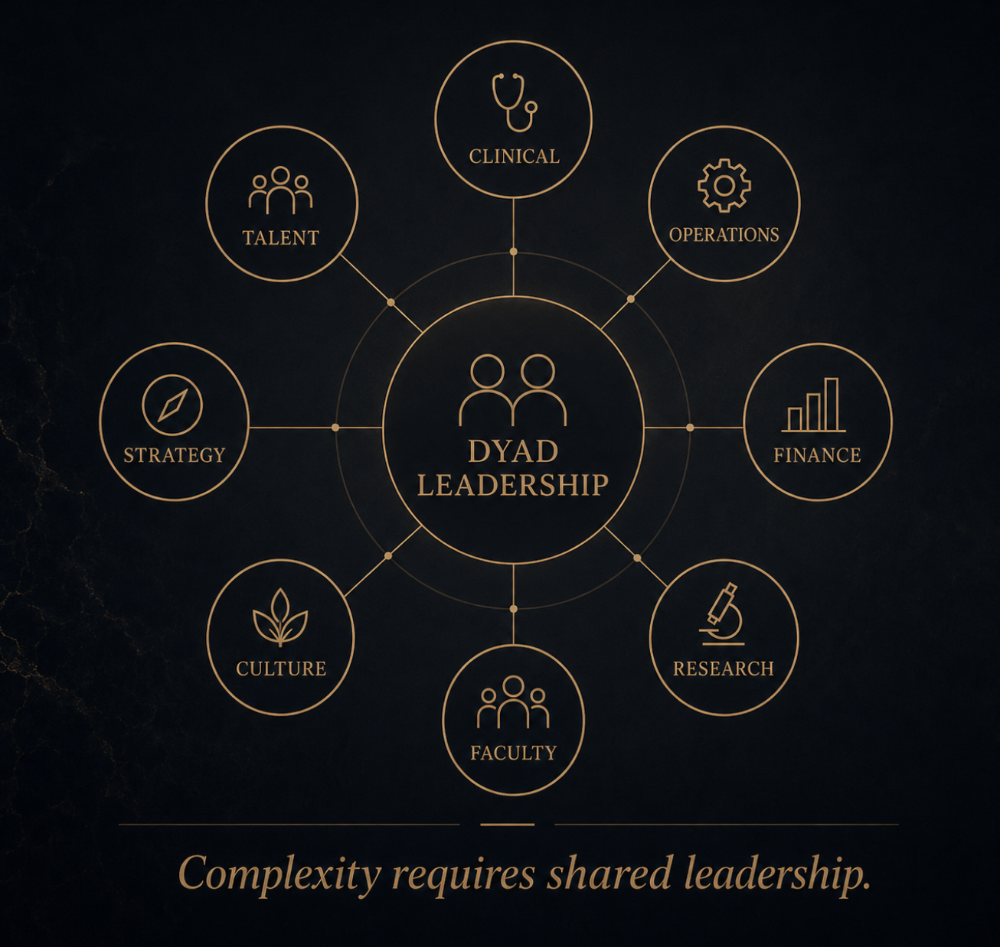 CLINICAL
TALENT
OPERATIONS
STRATEGY
DYAD
LEADERSHIP
FINANCE
CULTURE
RESEARCH
FACULTY
Complexity requires shared leadership.